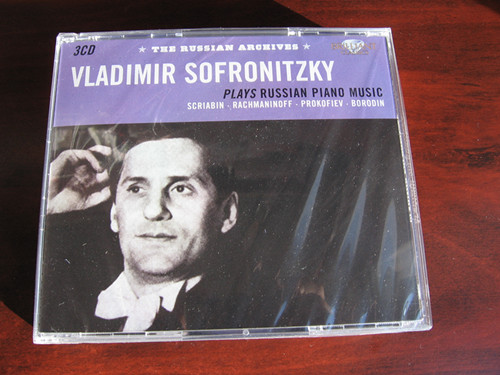 3CD
★ THE RUSSIAN ARCHIVES ★
VLADIMIR SOFRONITZKY
PLAYS RUSSIAN PIANO MUSIC
SCRIABIN · RACHMANINOFF · PROKOFIEV · BORODIN